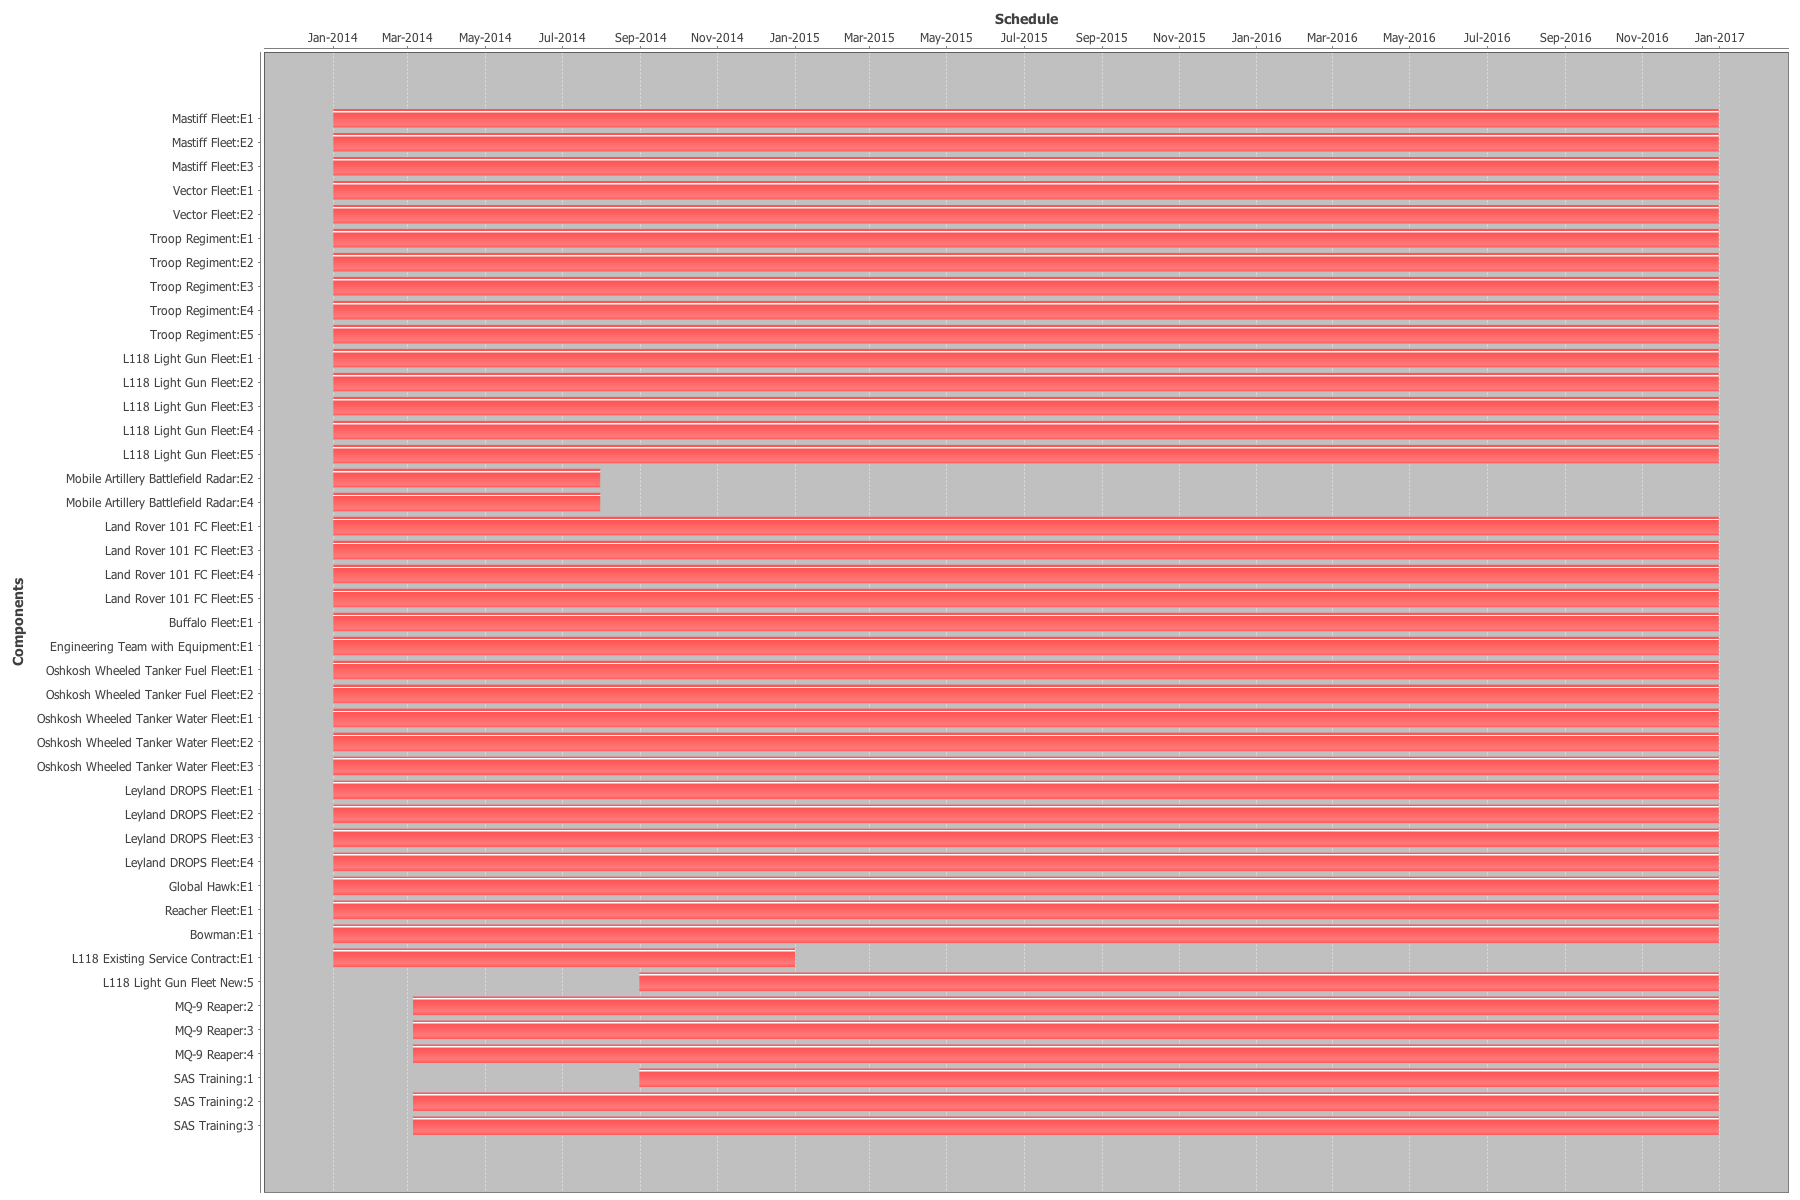 Schedule
Jan-2014 Mar-2014 May-2014 Jul-2014 Sep-2014 Nov-2014 Jan-2015 Mar-2015 May-2015 Jul-2015 Sep-2015 Nov-2015 Jan-2016 Mar-2016 May-2016 Jul-2016 Sep-2016 Nov-2016 Jan-2017
Components
Mastiff Fleet:E1
Mastiff Fleet:E2
Mastiff Fleet:E3
Vector Fleet:E1
Vector Fleet:E2
Troop Regiment:E1
Troop Regiment:E2
Troop Regiment:E3
Troop Regiment:E4
Troop Regiment:E5
L118 Light Gun Fleet:E1
L118 Light Gun Fleet:E2
L118 Light Gun Fleet:E3
L118 Light Gun Fleet:E4
L118 Light Gun Fleet:E5
Mobile Artillery Battlefield Radar:E2
Mobile Artillery Battlefield Radar:E4
Land Rover 101 FC Fleet:E1
Land Rover 101 FC Fleet:E3
Land Rover 101 FC Fleet:E4
Land Rover 101 FC Fleet:E5
Buffalo Fleet:E1
Engineering Team with Equipment:E1
Oshkosh Wheeled Tanker Fuel Fleet:E1
Oshkosh Wheeled Tanker Fuel Fleet:E2
Oshkosh Wheeled Tanker Water Fleet:E1
Oshkosh Wheeled Tanker Water Fleet:E2
Oshkosh Wheeled Tanker Water Fleet:E3
Leyland DROPS Fleet:E1
Leyland DROPS Fleet:E2
Leyland DROPS Fleet:E3
Leyland DROPS Fleet:E4
Global Hawk:E1
Reacher Fleet:E1
Bowman:E1
L118 Existing Service Contract:E1
L118 Light Gun Fleet New:5
MQ-9 Reaper:2
MQ-9 Reaper:3
MQ-9 Reaper:4
SAS Training:1
SAS Training:2
SAS Training:3